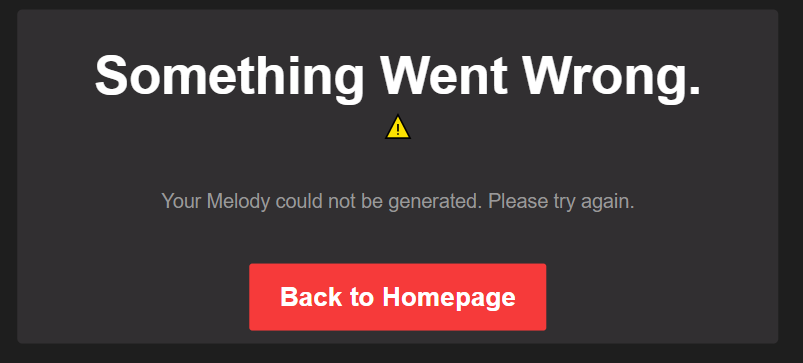 Something Went Wrong.
Your Melody could not be generated. Please try again.
Back to Homepage